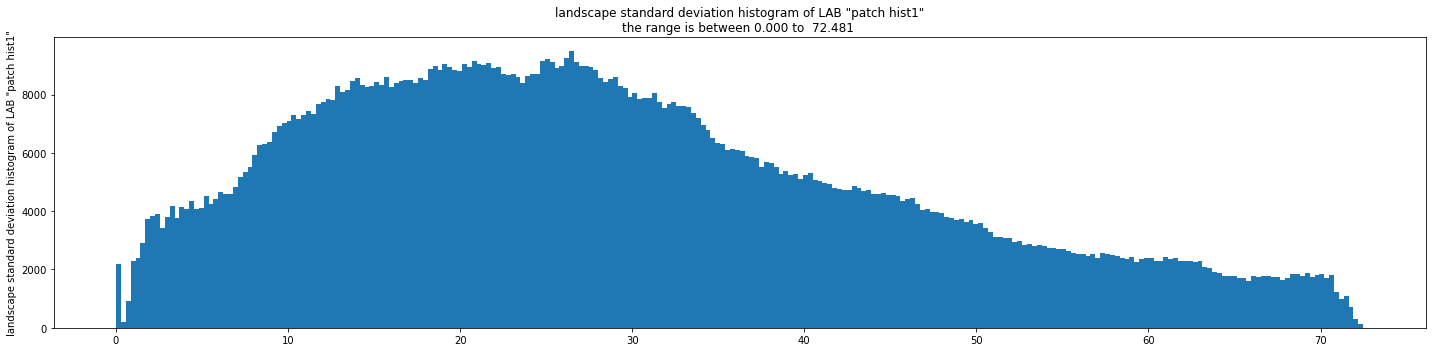 landscape standard deviation histogram of LAB "patch hist1"
the range is between 0.000 to  72.481
landscape standard deviation histogram of LAB "patch hist1"
8000
6000
4000
2000
0
0 10 20 30 40 50 60 70